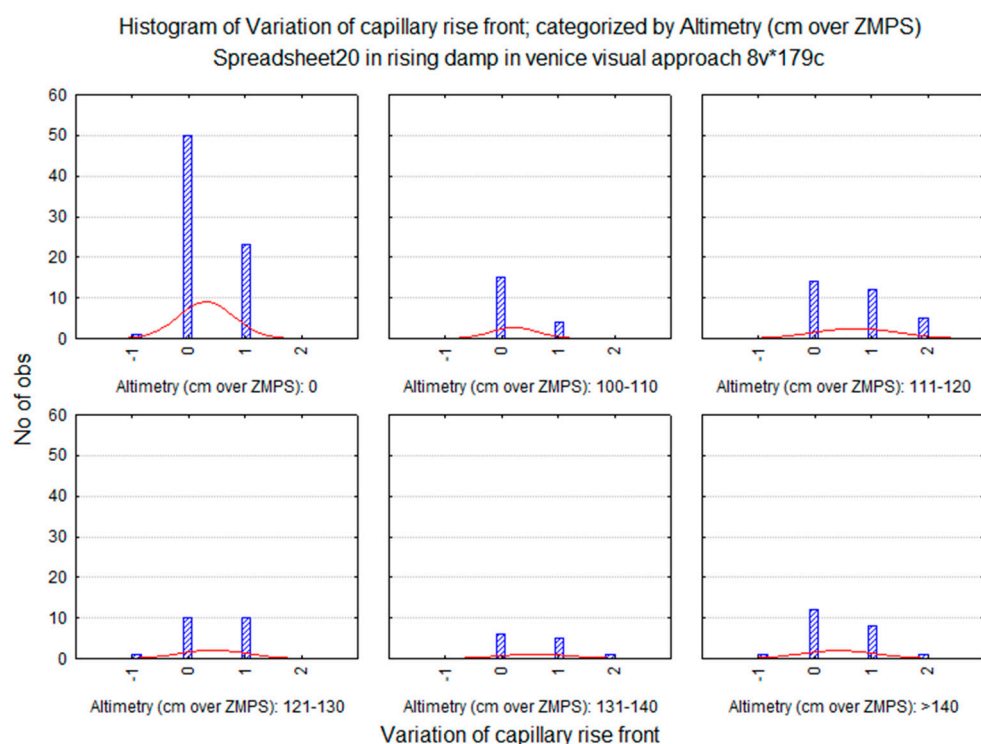 Histogram of Variation of capillary rise front; categorized by Altimetry (cm over ZMPS)
Spreadsheet20 in rising damp in venice visual approach 8v*179c
60
50
40
30
20
10
0
-1 0 1 2
-1 0 1 2
-1 0 1 2
Altimetry (cm over ZMPS): 0
Altimetry (cm over ZMPS): 100-110
Altimetry (cm over ZMPS): 111-120
No of obs
60
50
40
30
20
10
0
-1 0 1 2
-1 0 1 2
-1 0 1 2
Altimetry (cm over ZMPS): 121-130
Altimetry (cm over ZMPS): 131-140
Altimetry (cm over ZMPS): >140
Variation of capillary rise front